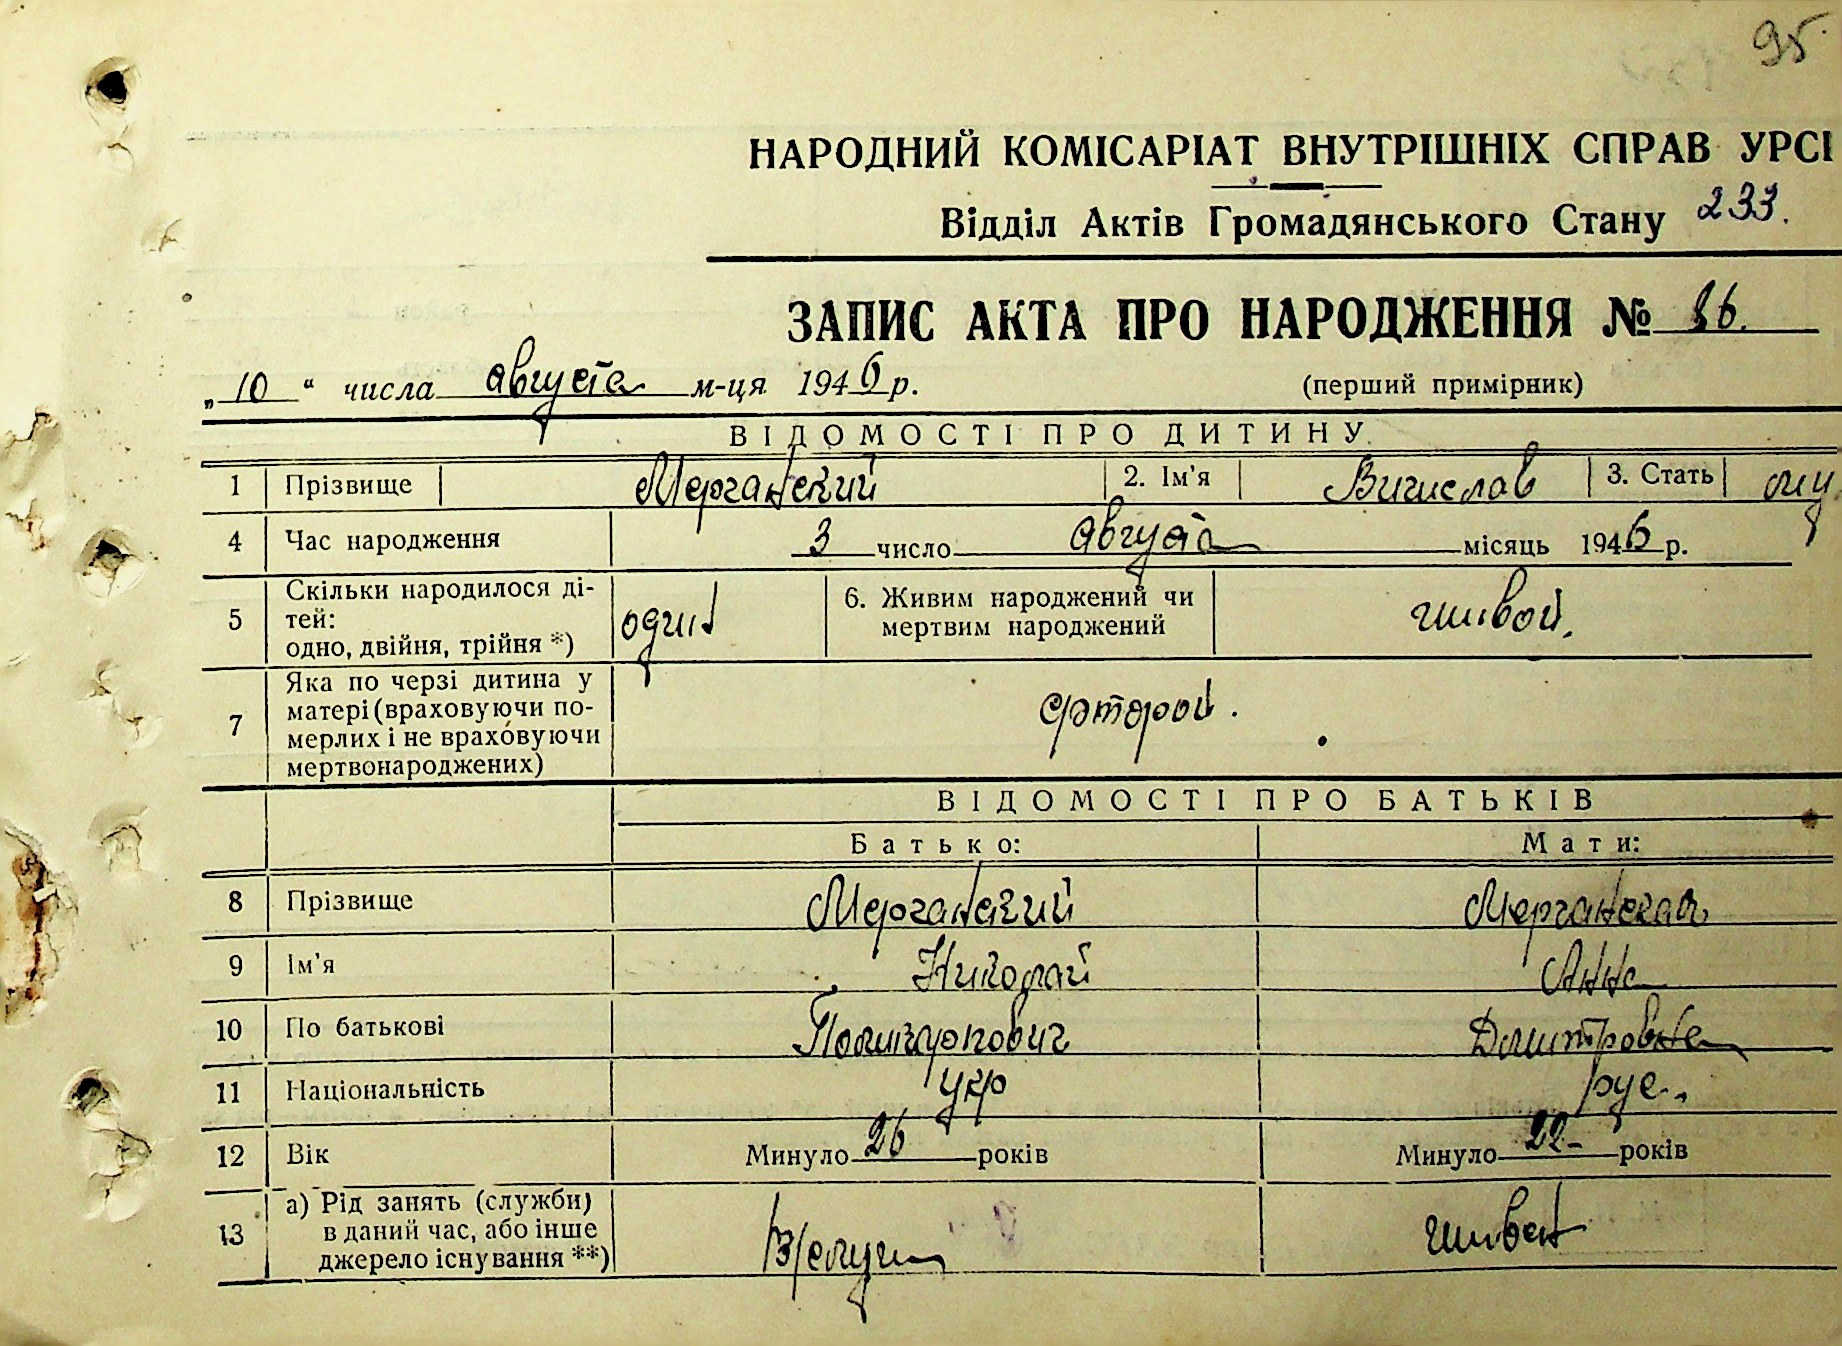 95.
НАРОДНИЙ КОМІСАРІАТ ВНУТРІШНІХ СПРАВ УРСІ
Відділ Актів Громадянського Стану 233.
ЗАПИС АКТА ПРО НАРОДЖЕННЯ № 86.
„10“ числа августа м-ця 1946 р. (перший примірник)
ВІДОМОСТІ ПРО ДИТИНУ
1 Прізвище Мерганский 2. Ім'я Вичислав 3. Стать му
4 Час народження 3 число августа місяць 1946 р.
5 Скільки народилося ді-
тей:
одно, двійня, трійня *) один 6. Живим народжений чи
мертвим народжений живой.
7 Яка по черзі дитина у
матері (враховуючи по-
мерлих і не враховуючи
мертвонароджених) второй.
ВІДОМОСТІ ПРО БАТЬКІВ
Батько: Мати:
8 Прізвище Мерганский Мерганская
9 Ім'я Николай Анна
10 По батькові Поликарпович Дмитровна
11 Національність укр рус.
12 Вік Минуло 26 років Минуло 22 років
13 а) Рід занять (служби)
в даний час, або інше
джерело існування **)